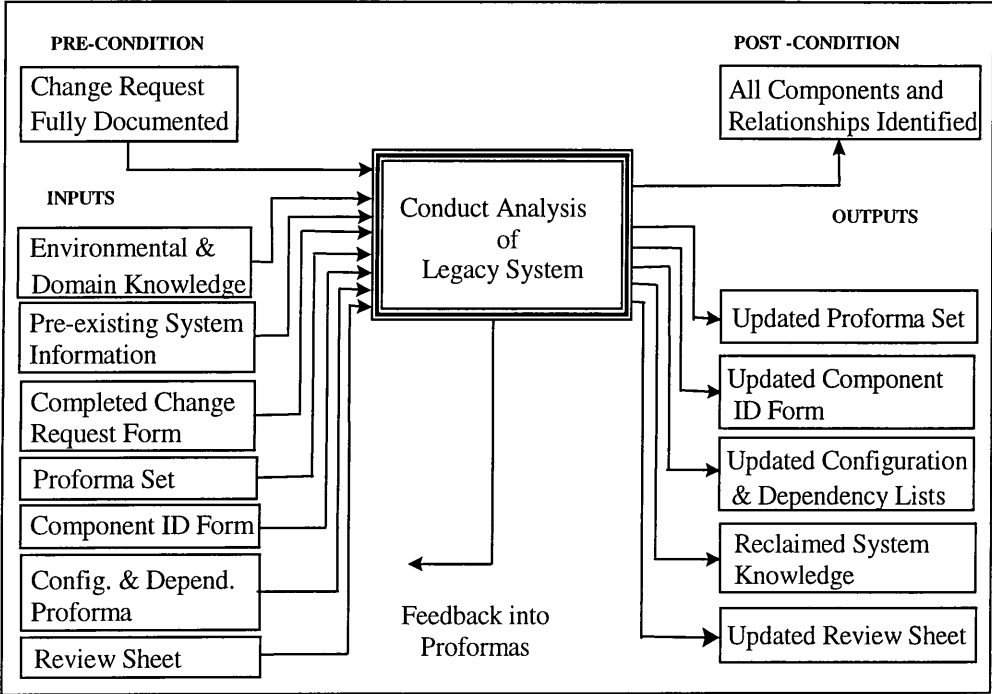 PRE-CONDITION
Change Request
Fully Documented
INPUTS
Environmental &
Domain Knowledge
Pre-existing System
Information
Completed Change
Request Form
Proforma Set
Component ID Form
Config. & Depend.
Proforma
Review Sheet
Conduct Analysis
of
Legacy System
Feedback into
Proformas
POST -CONDITION
All Components and
Relationships Identified
OUTPUTS
Updated Proforma Set
Updated Component
ID Form
Updated Configuration
& Dependency Lists
Reclaimed System
Knowledge
Updated Review Sheet